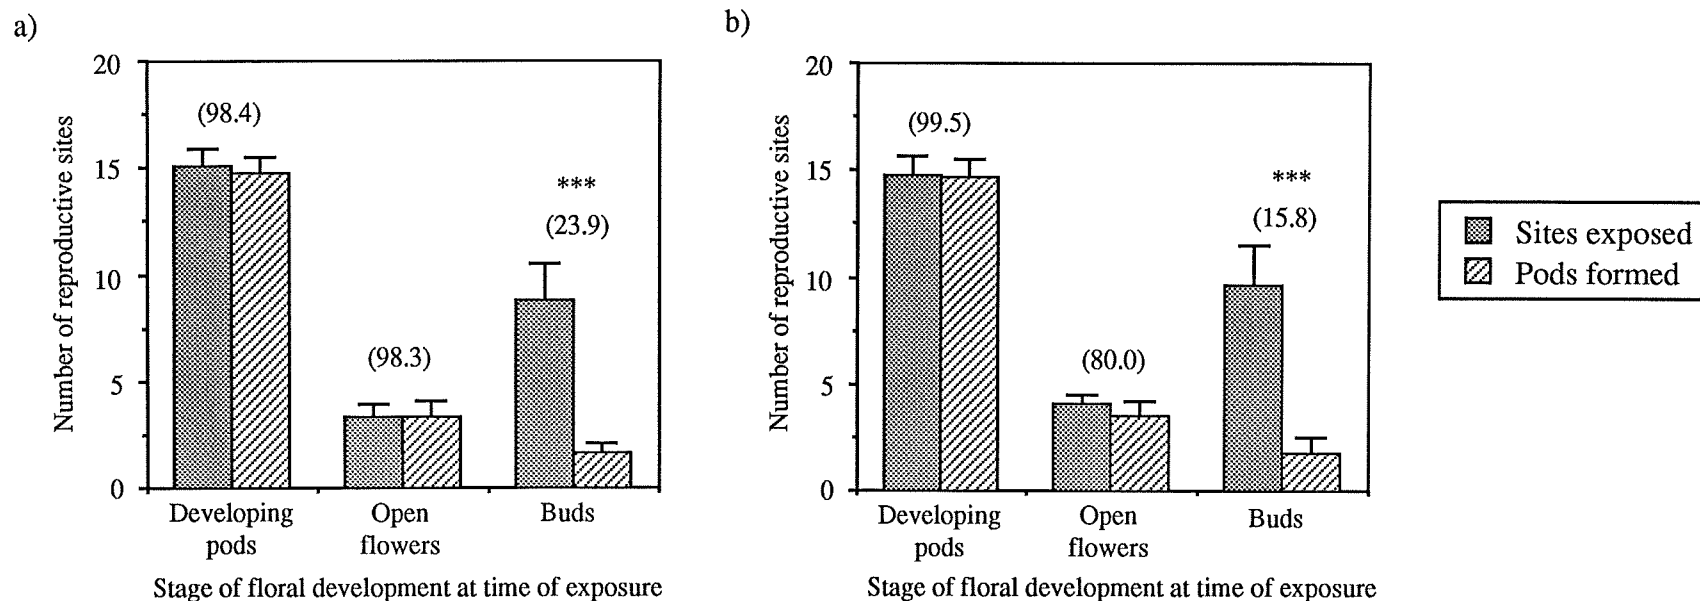 a)
Number of reproductive sites
20
15
10
5
0
(98.4)
(98.3)
***
(23.9)
Developing
pods
Open
flowers
Buds
Stage of floral development at time of exposure
b)
Number of reproductive sites
20
15
10
5
0
(99.5)
(80.0)
***
(15.8)
Developing
pods
Open
flowers
Buds
Stage of floral development at time of exposure
Sites exposed
Pods formed